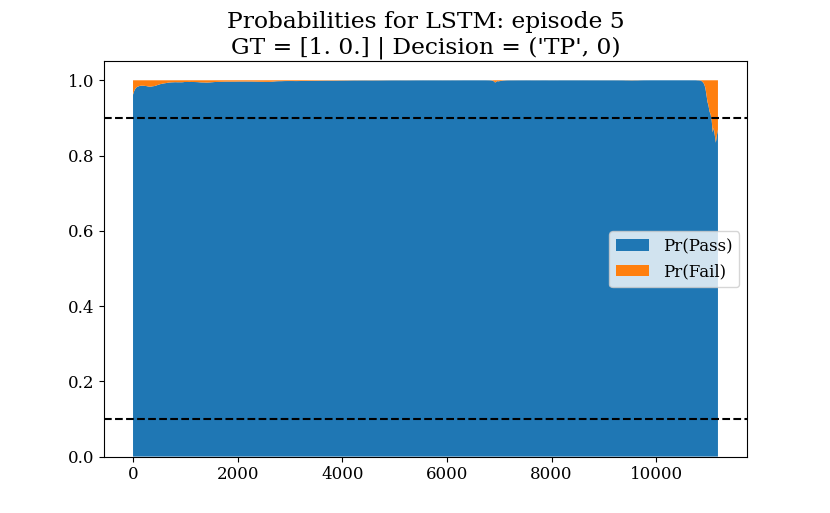 Probabilities for LSTM: episode 5
GT = [1. 0.] | Decision = ('TP', 0)
1.0
0.8
0.6
0.4
0.2
0.0
Pr(Pass)
Pr(Fail)
0 2000 4000 6000 8000 10000